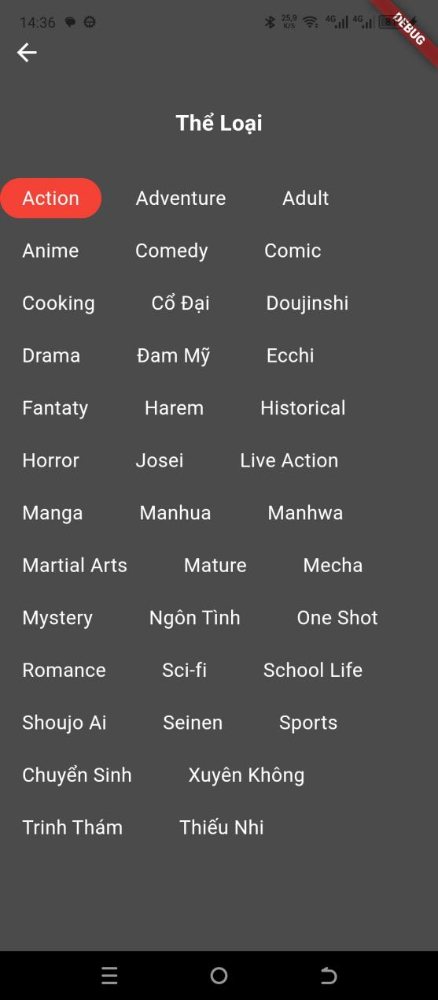 14:36 25,9 K/S 4G 4G
DEBUG
Thể Loại
Action Adventure Adult
Anime Comedy Comic
Cooking Cổ Đại Doujinshi
Drama Đam Mỹ Ecchi
Fantaty Harem Historical
Horror Josei Live Action
Manga Manhua Manhwa
Martial Arts Mature Mecha
Mystery Ngôn Tình One Shot
Romance Sci-fi School Life
Shoujo Ai Seinen Sports
Chuyển Sinh Xuyên Không
Trinh Thám Thiếu Nhi